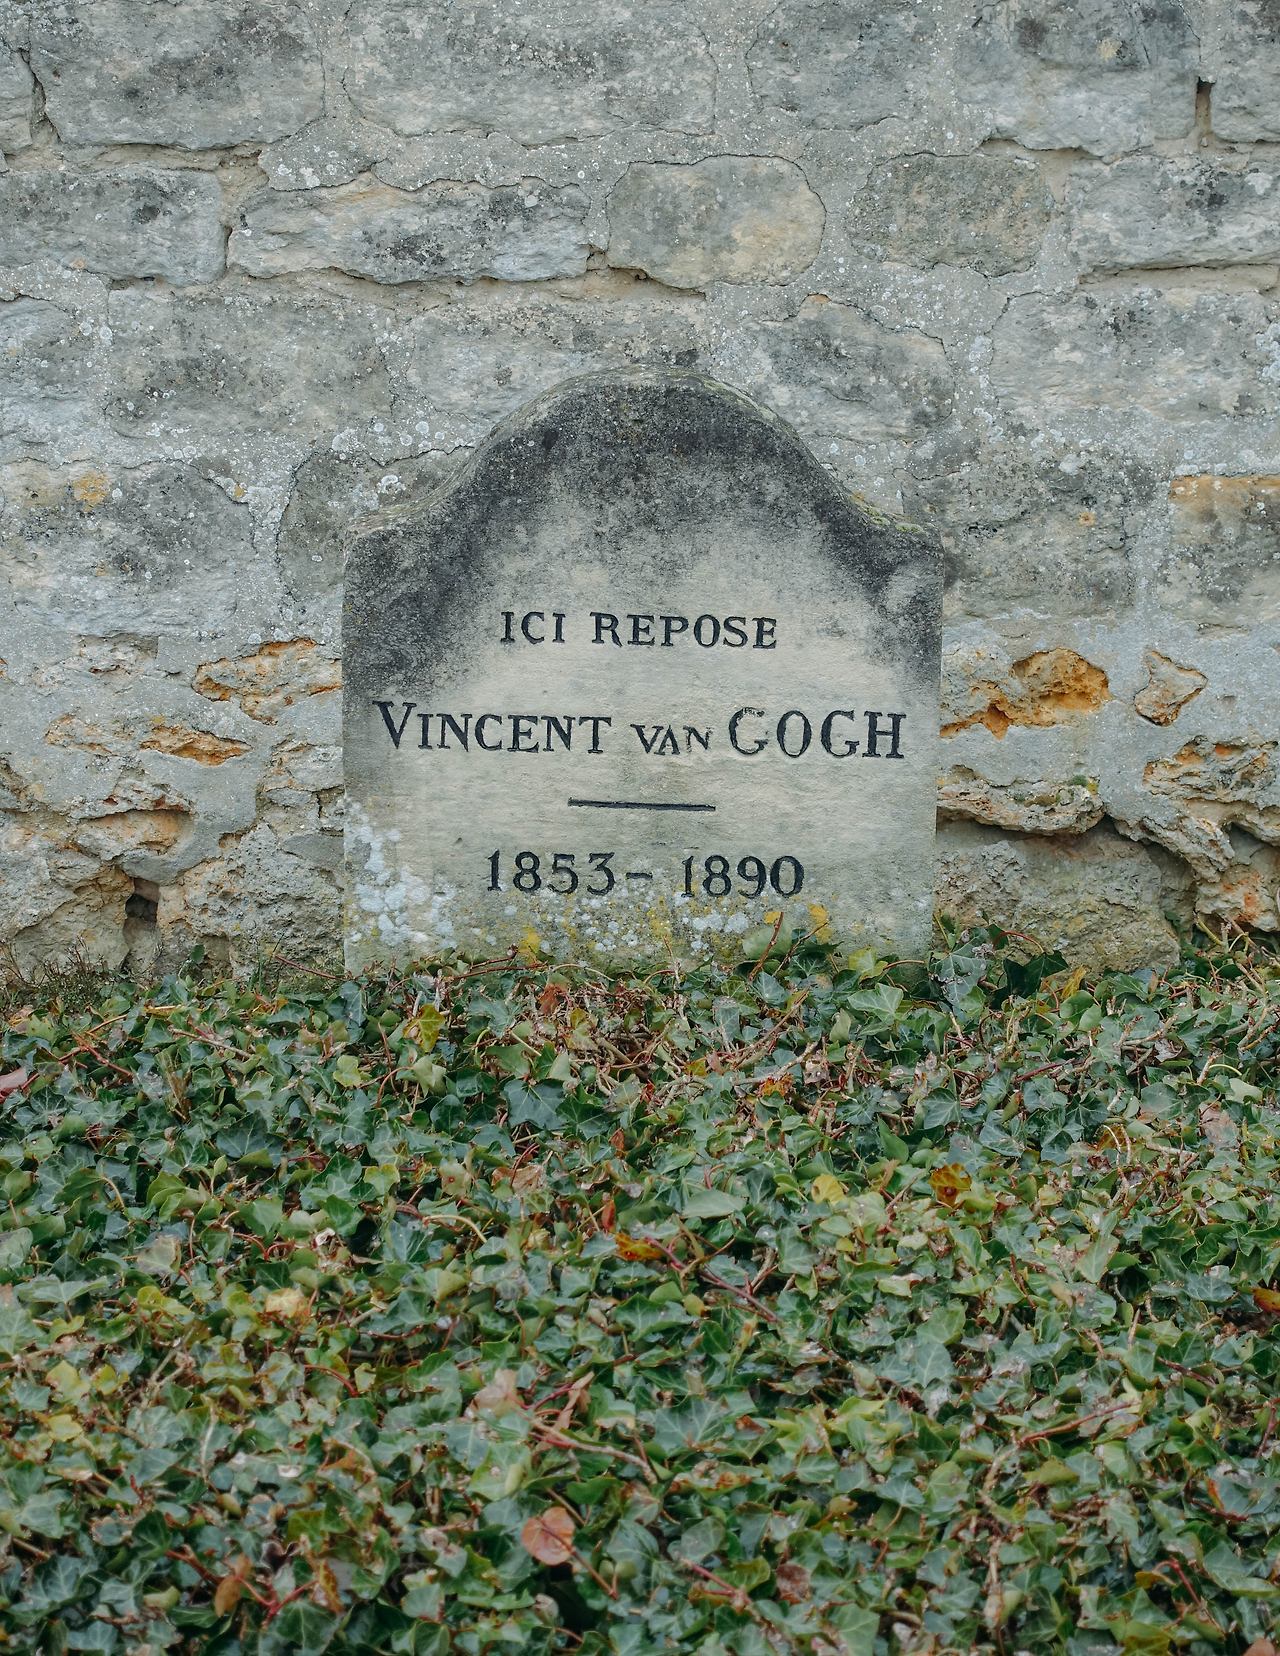 ICI REPOSE
VINCENT VAN GOGH
1853 - 1890